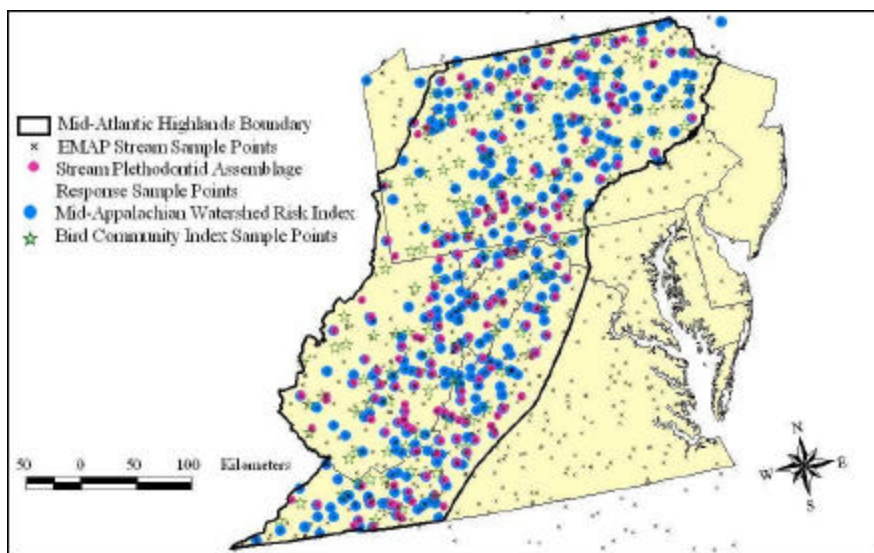 Mid-Atlantic Highlands Boundary
EMAP Stream Sample Points
Stream Plethodontid Assemblage
Response Sample Points
Mid-Appalachian Watershed Risk Index
Bird Community Index Sample Points
50 0 50 100 Kilometers
N
W E
S